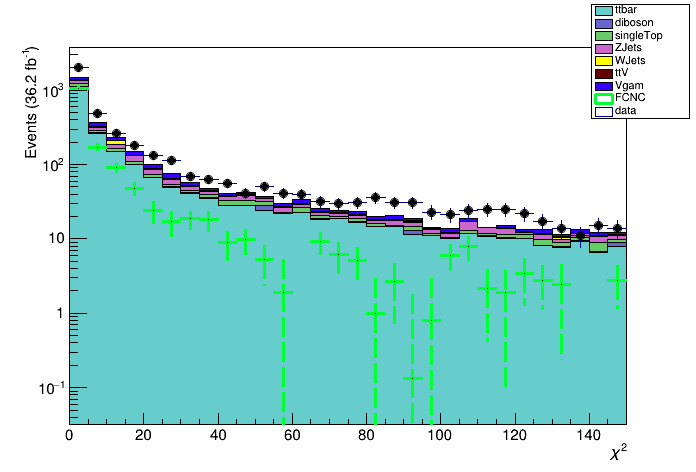 ttbar
diboson
singleTop
ZJets
WJets
ttV
Vgam
FCNC
data
Events (36.2 fb⁻¹)
10³
10²
10
1
10⁻¹
0 20 40 60 80 100 120 140
χ²